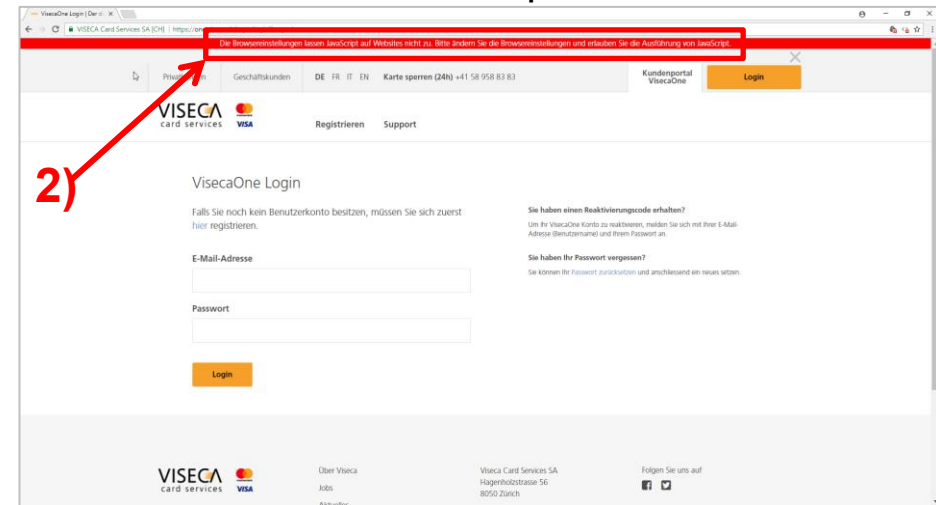 VisecaOne Login | Der
VISECA Card Services SA [CH] | https://one
Die Browsereinstellungen lassen JavaScript auf Websites nicht zu. Bitte ändern Sie die Browsereinstellungen und erlauben Sie die Ausführung von JavaScript.
Geschäftskunden DE FR IT EN Karte sperren (24h) +41 58 958 83 83
Kundenportal
VisecaOne
Login
VISECA
card services VISA
Registrieren Support
2)
VisecaOne Login
Falls Sie noch kein Benutzerkonto besitzen, müssen Sie sich zuerst
hier registrieren.
E-Mail-Adresse
Passwort
Login
Sie haben einen Reaktivierungscode erhalten?
Um Ihr VisecaOne Konto zu reaktivieren, melden Sie sich mit Ihrer E-Mail-
Adresse (Benutzername) und Ihrem Passwort an.
Sie haben Ihr Passwort vergessen?
Sie können Ihr Passwort zurücksetzen und anschliessend ein neues setzen.
VISECA
card services VISA
Über Viseca
Jobs
Aktuelles
Viseca Card Services SA
Hagenholzstrasse 56
8050 Zürich
Folgen Sie uns auf